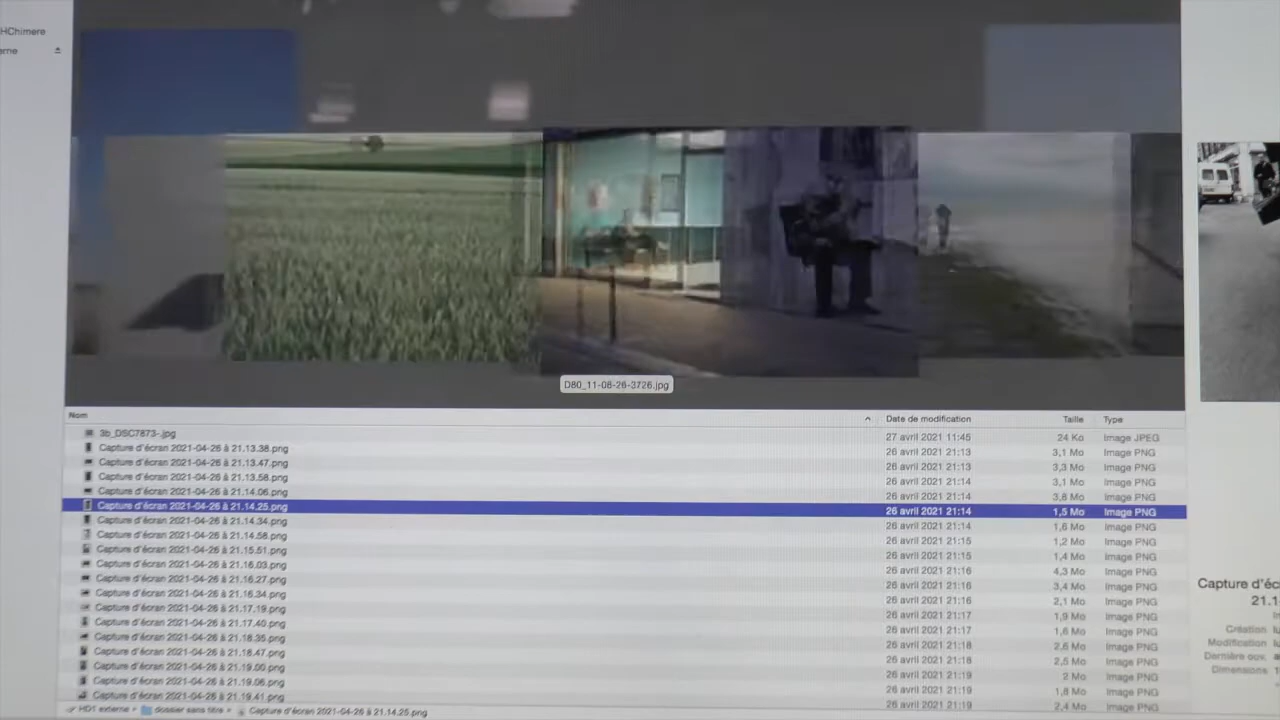 HChimere
erne
D80_11-08-26-3726.jpg
Nom Date de modification Taille Type
3b_DSC7873-.jpg 27 avril 2021 11:45 24 Ko Image JPEG
Capture d'écran 2021-04-26 à 21.13.38.png 26 avril 2021 21:13 3,1 Mo Image PNG
Capture d'écran 2021-04-26 à 21.13.47.png 26 avril 2021 21:13 3,3 Mo Image PNG
Capture d'écran 2021-04-26 à 21.13.58.png 26 avril 2021 21:14 3,1 Mo Image PNG
Capture d'écran 2021-04-26 à 21.14.06.png 26 avril 2021 21:14 3,8 Mo Image PNG
Capture d'écran 2021-04-26 à 21.14.25.png 26 avril 2021 21:14 1,5 Mo Image PNG
Capture d'écran 2021-04-26 à 21.14.34.png 26 avril 2021 21:14 1,6 Mo Image PNG
Capture d'écran 2021-04-26 à 21.14.58.png 26 avril 2021 21:15 1,2 Mo Image PNG
Capture d'écran 2021-04-26 à 21.15.51.png 26 avril 2021 21:15 1,4 Mo Image PNG
Capture d'écran 2021-04-26 à 21.16.03.png 26 avril 2021 21:16 4,3 Mo Image PNG
Capture d'écran 2021-04-26 à 21.16.27.png 26 avril 2021 21:16 3,4 Mo Image PNG
Capture d'écran 2021-04-26 à 21.16.34.png 26 avril 2021 21:16 2,1 Mo Image PNG
Capture d'écran 2021-04-26 à 21.17.19.png 26 avril 2021 21:17 1,9 Mo Image PNG
Capture d'écran 2021-04-26 à 21.17.40.png 26 avril 2021 21:17 1,6 Mo Image PNG
Capture d'écran 2021-04-26 à 21.18.35.png 26 avril 2021 21:18 2,6 Mo Image PNG
Capture d'écran 2021-04-26 à 21.18.47.png 26 avril 2021 21:18 2,5 Mo Image PNG
Capture d'écran 2021-04-26 à 21.19.00.png 26 avril 2021 21:19 2 Mo Image PNG
Capture d'écran 2021-04-26 à 21.19.06.png 26 avril 2021 21:19 1,8 Mo Image PNG
Capture d'écran 2021-04-26 à 21.19.41.png 26 avril 2021 21:19 2,4 Mo Image PNG
HD1 externe dossier sans titre Capture d'écran 2021-04-26 à 21.14.25.png
Capture d'éc
21.1
Création
Modification
Dernière ouv.
Dimensions